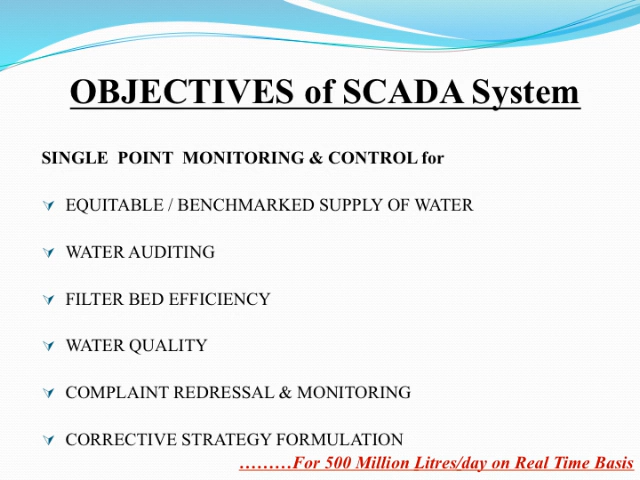 OBJECTIVES of SCADA System
SINGLE POINT MONITORING & CONTROL for
EQUITABLE / BENCHMARKED SUPPLY OF WATER
WATER AUDITING
FILTER BED EFFICIENCY
WATER QUALITY
COMPLAINT REDRESSAL & MONITORING
CORRECTIVE STRATEGY FORMULATION
………For 500 Million Litres/day on Real Time Basis